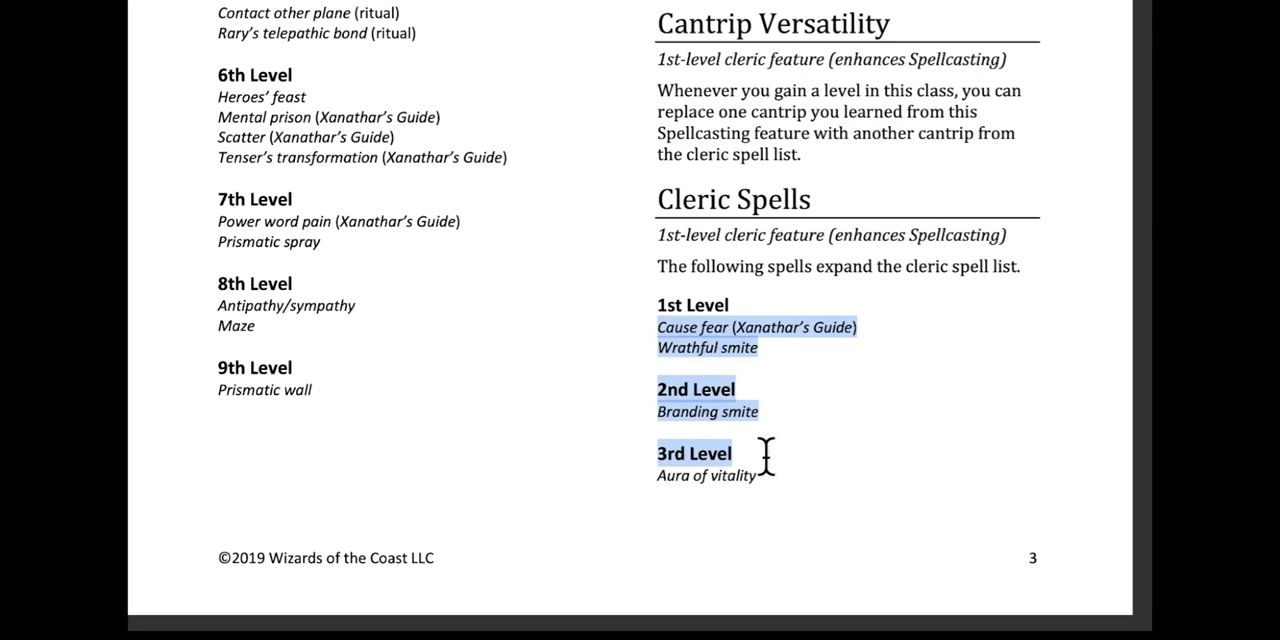 Contact other plane (ritual)
Rary’s telepathic bond (ritual)
6th Level
Heroes’ feast
Mental prison (Xanathar’s Guide)
Scatter (Xanathar’s Guide)
Tenser’s transformation (Xanathar’s Guide)
7th Level
Power word pain (Xanathar’s Guide)
Prismatic spray
8th Level
Antipathy/sympathy
Maze
9th Level
Prismatic wall
Cantrip Versatility
1st-level cleric feature (enhances Spellcasting)
Whenever you gain a level in this class, you can
replace one cantrip you learned from this
Spellcasting feature with another cantrip from
the cleric spell list.
Cleric Spells
1st-level cleric feature (enhances Spellcasting)
The following spells expand the cleric spell list.
1st Level
Cause fear (Xanathar’s Guide)
Wrathful smite
2nd Level
Branding smite
3rd Level
Aura of vitality
©2019 Wizards of the Coast LLC
3